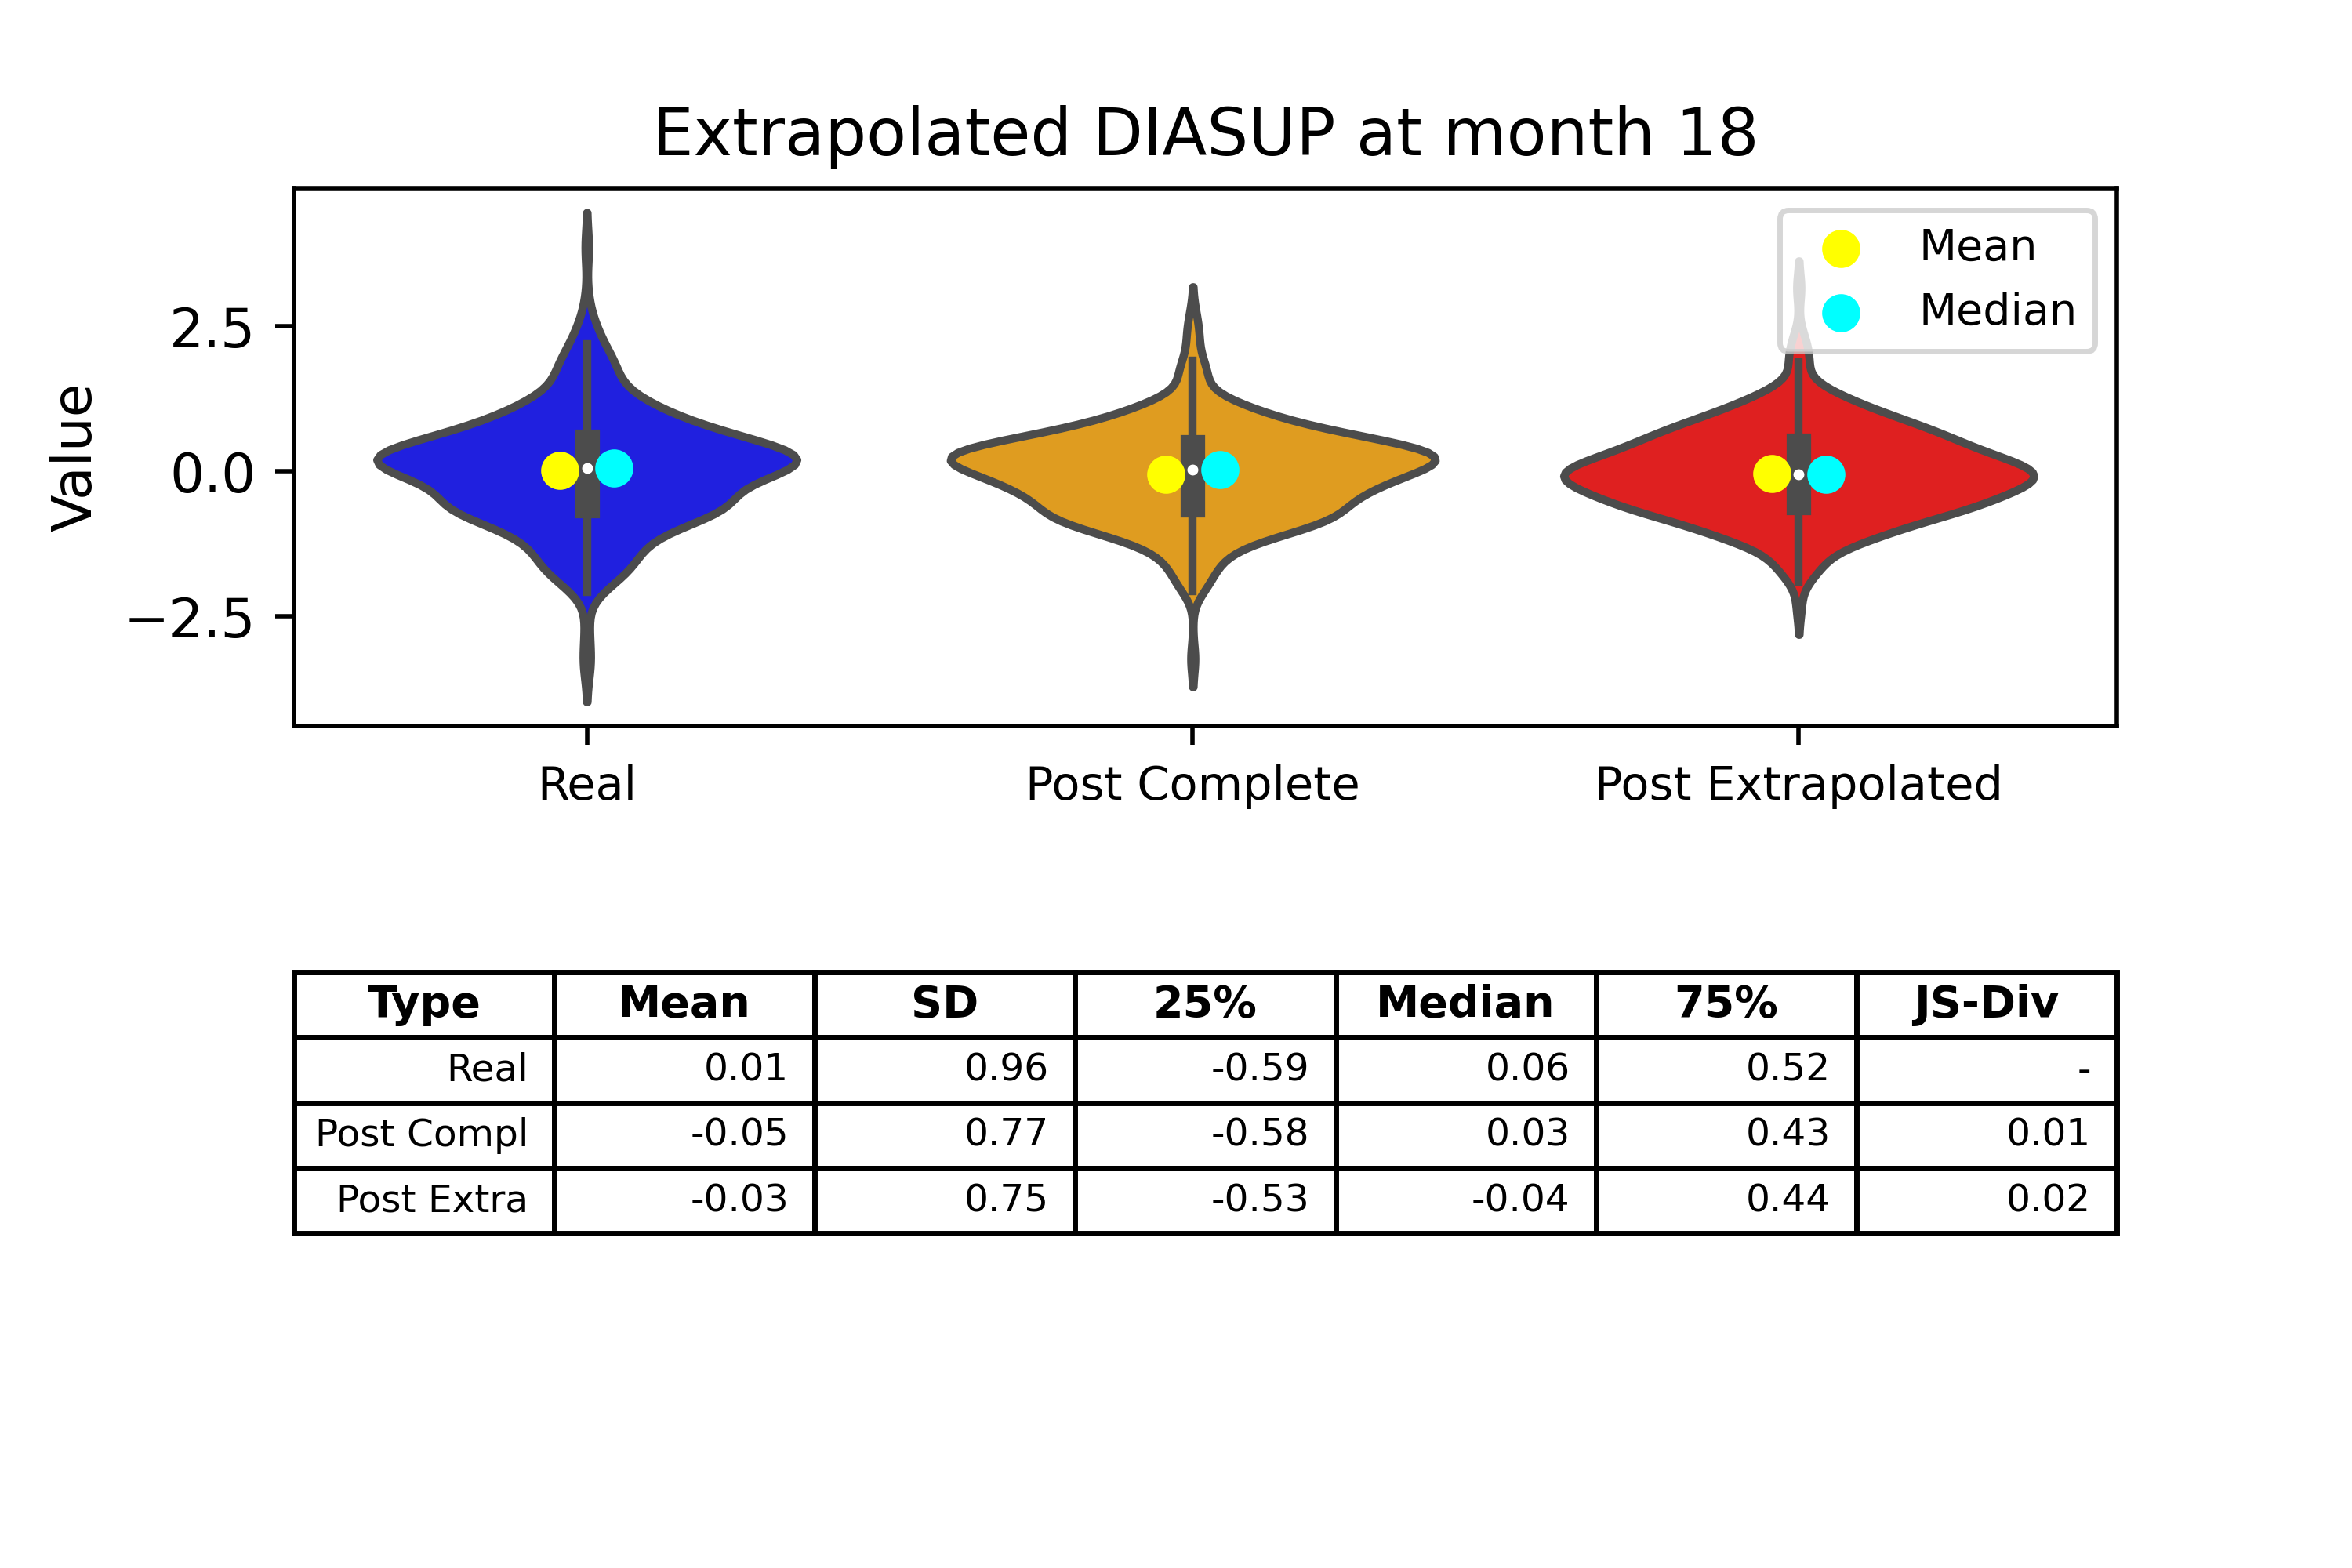 Extrapolated DIASUP at month 18
Mean
Median
Value
2.5
0.0
−2.5
Real Post Complete Post Extrapolated
Type Mean SD 25% Median 75% JS-Div
Real 0.01 0.96 -0.59 0.06 0.52 -
Post Compl -0.05 0.77 -0.58 0.03 0.43 0.01
Post Extra -0.03 0.75 -0.53 -0.04 0.44 0.02